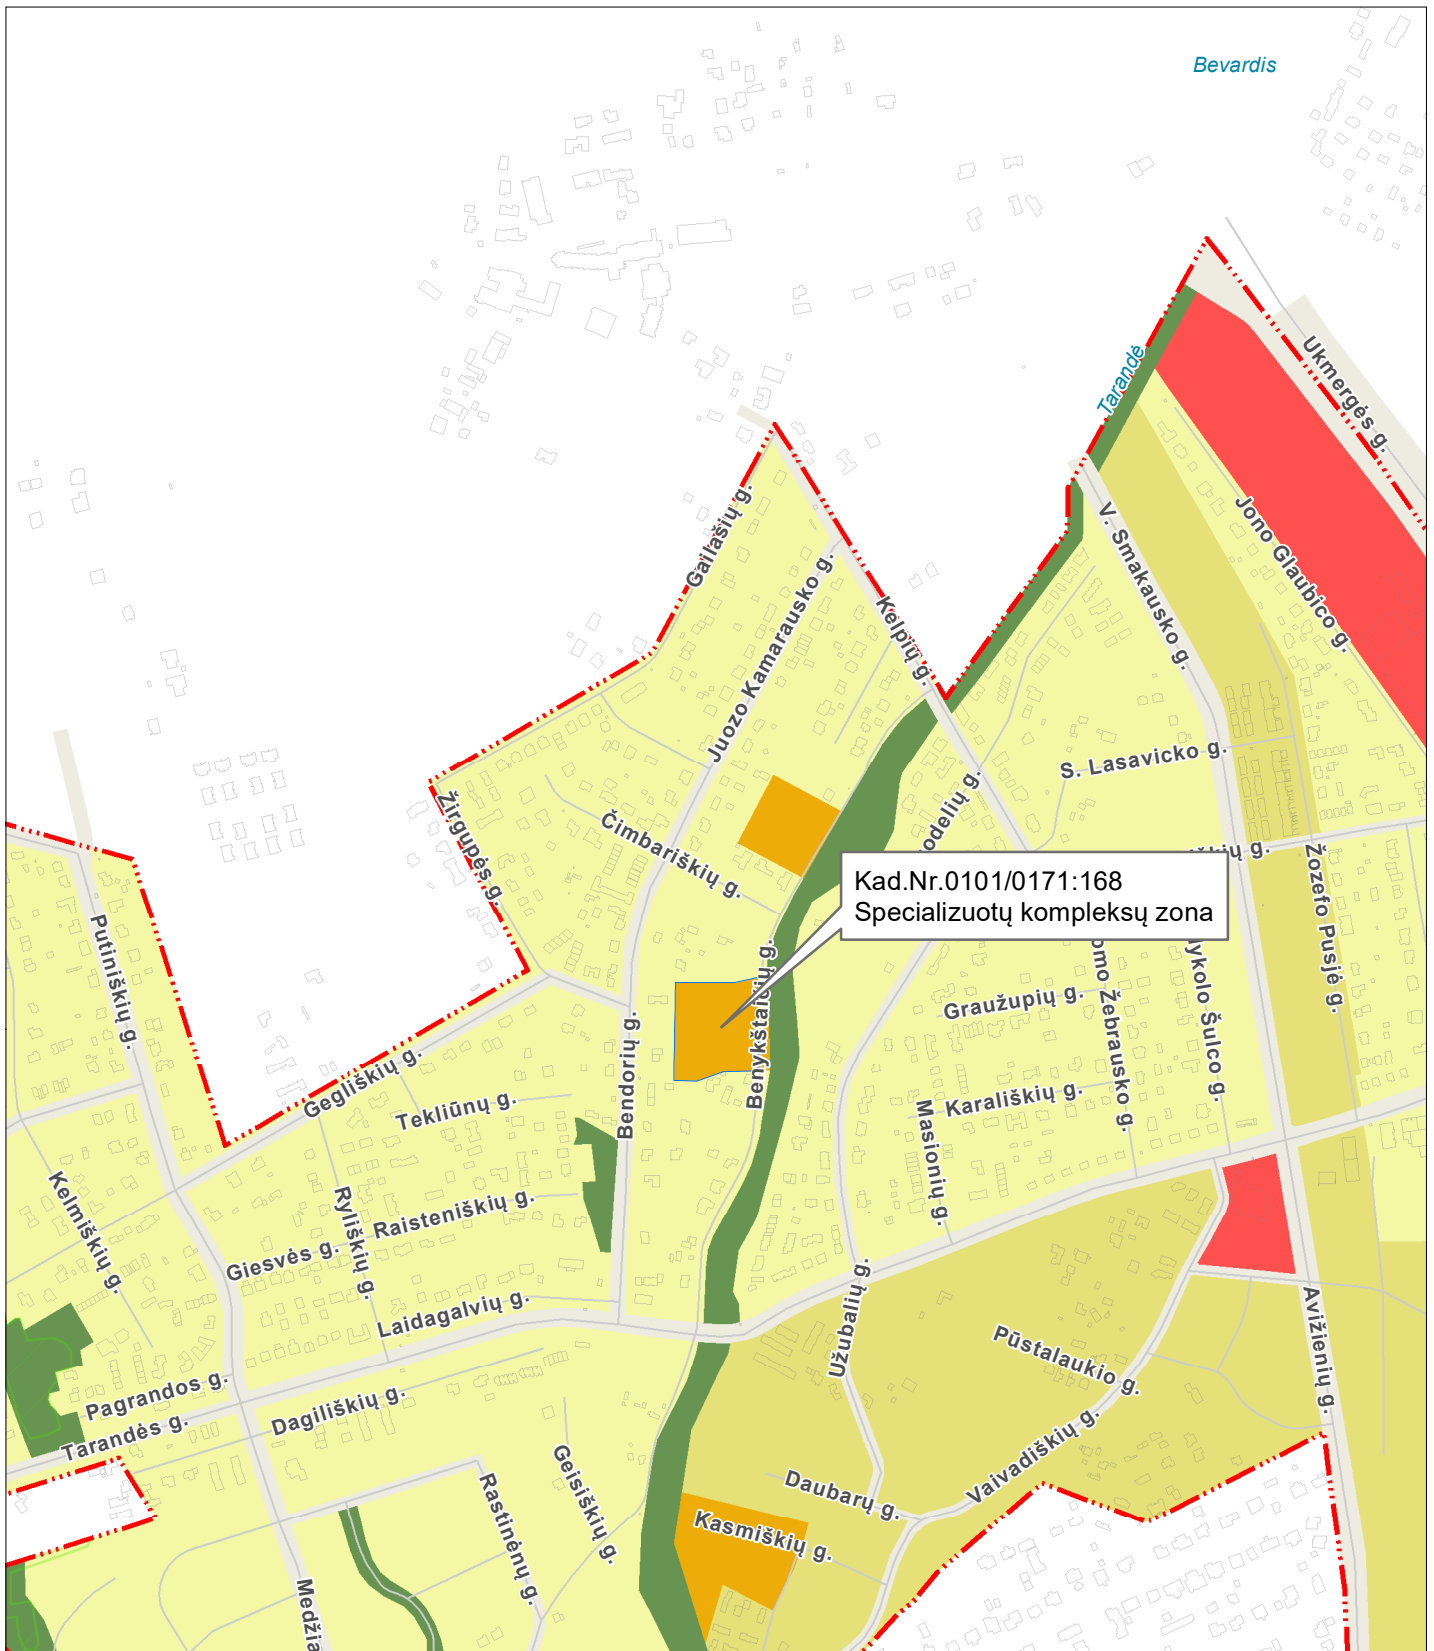 Bevardis
Ukmergės g.
Tarandė
Gailašių g.
Jono Glaubico g.
V. Smakausko g.
Juozo Kamarausko g.
Kelpių g.
S. Lasavicko g.
Žirgupės g.
Čimbariškių g.
Kad.Nr.0101/0171:168
Specializuotų kompleksų zona
Žozefo Pusjė g.
Putiniškių g.
Benykštaičių g.
Graužupių g.
Bendorių g.
Gegliškių g.
Tekliūnų g.
Karališkių g.
Masionių g.
Kelmiškių g.
Ryliškių g.
Raisteniškių g.
Giesvės g.
Laidagalvių g.
Užubalių g.
Pūstalaukio g.
Avižienių g.
Pagrandos g.
Tarandės g.
Dagiliškių g.
Vaivadiškių g.
Geisiškių g.
Daubarų g.
Rastinėnų g.
Kasmiškių g.